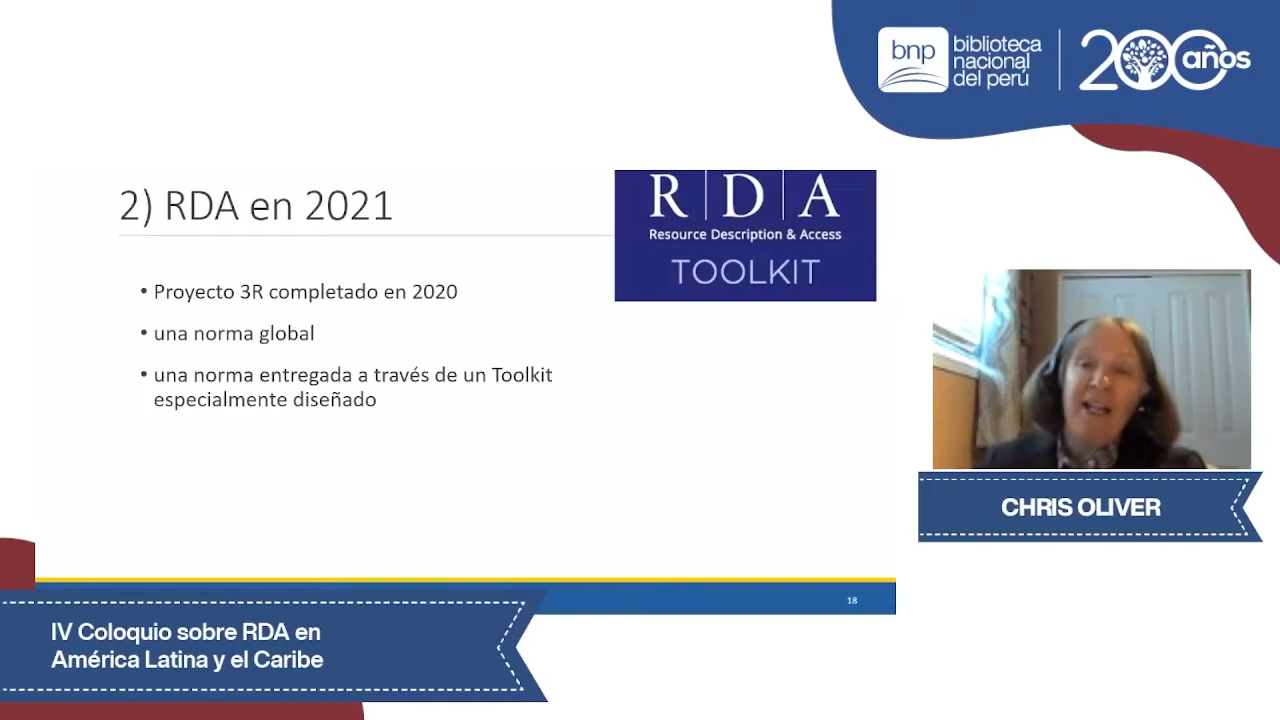 bnp
biblioteca
nacional
del perú
200 años
2) RDA en 2021
R D A
Resource Description & Access
TOOLKIT
• Proyecto 3R completado en 2020
• una norma global
• una norma entregada a través de un Toolkit
especialmente diseñado
CHRIS OLIVER
18
IV Coloquio sobre RDA en
América Latina y el Caribe